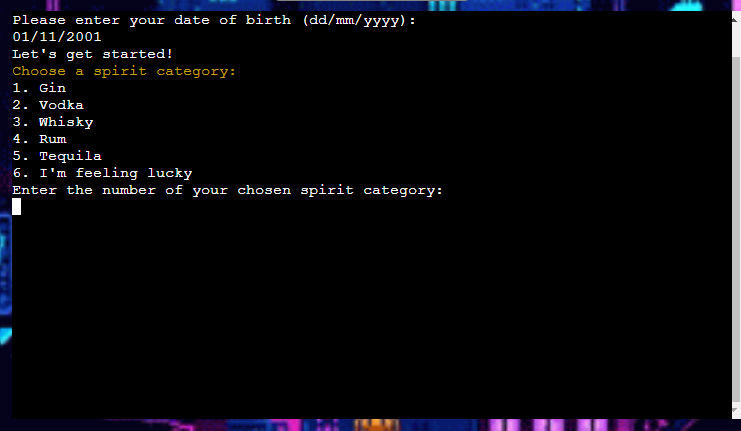 Please enter your date of birth (dd/mm/yyyy):
01/11/2001
Let's get started!
Choose a spirit category:
1. Gin
2. Vodka
3. Whisky
4. Rum
5. Tequila
6. I'm feeling lucky
Enter the number of your chosen spirit category: